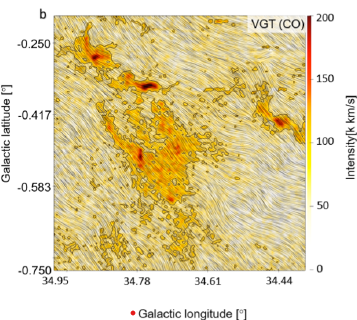 b
VGT (CO)
200
150
100
50
0
Intensity[k km/s)
-0.250
-0.417
-0.583
-0.750
Galactic latitude [°]
34.95 34.78 34.61 34.44
Galactic longitude [°]